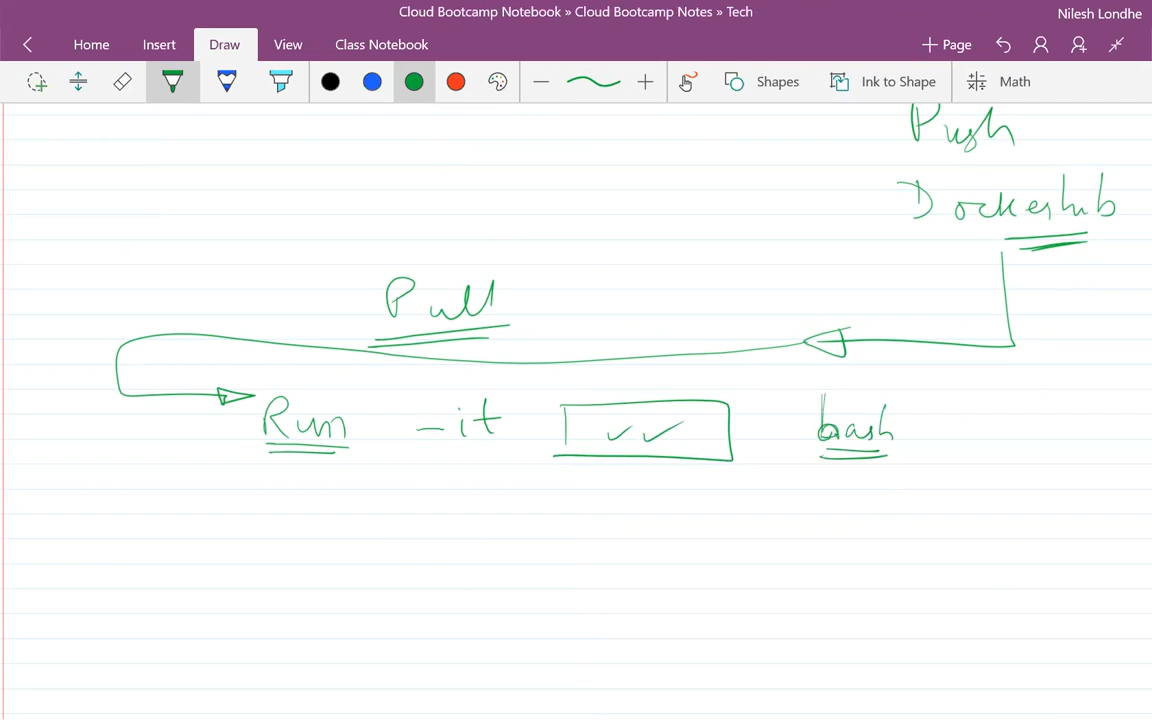 Cloud Bootcamp Notebook » Cloud Bootcamp Notes » Tech
Nilesh Londhe
Home Insert Draw View Class Notebook Page
Shapes Ink to Shape Math
Push
Dockerhub
Pull
Run -it bash